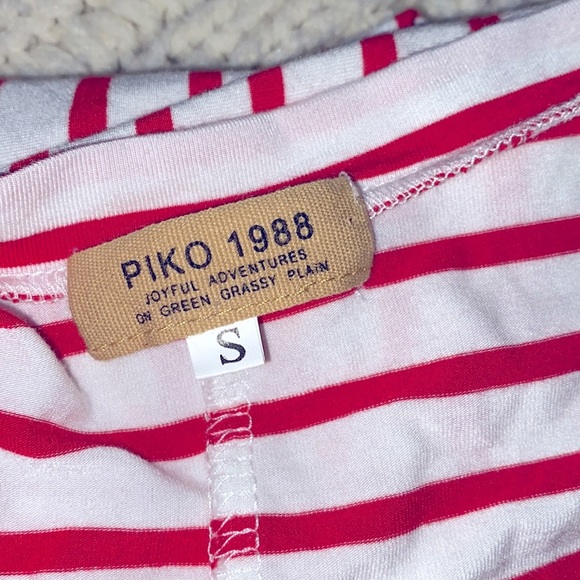 PIKO 1988
JOYFUL ADVENTURES
ON GREEN GRASSY PLAIN
S